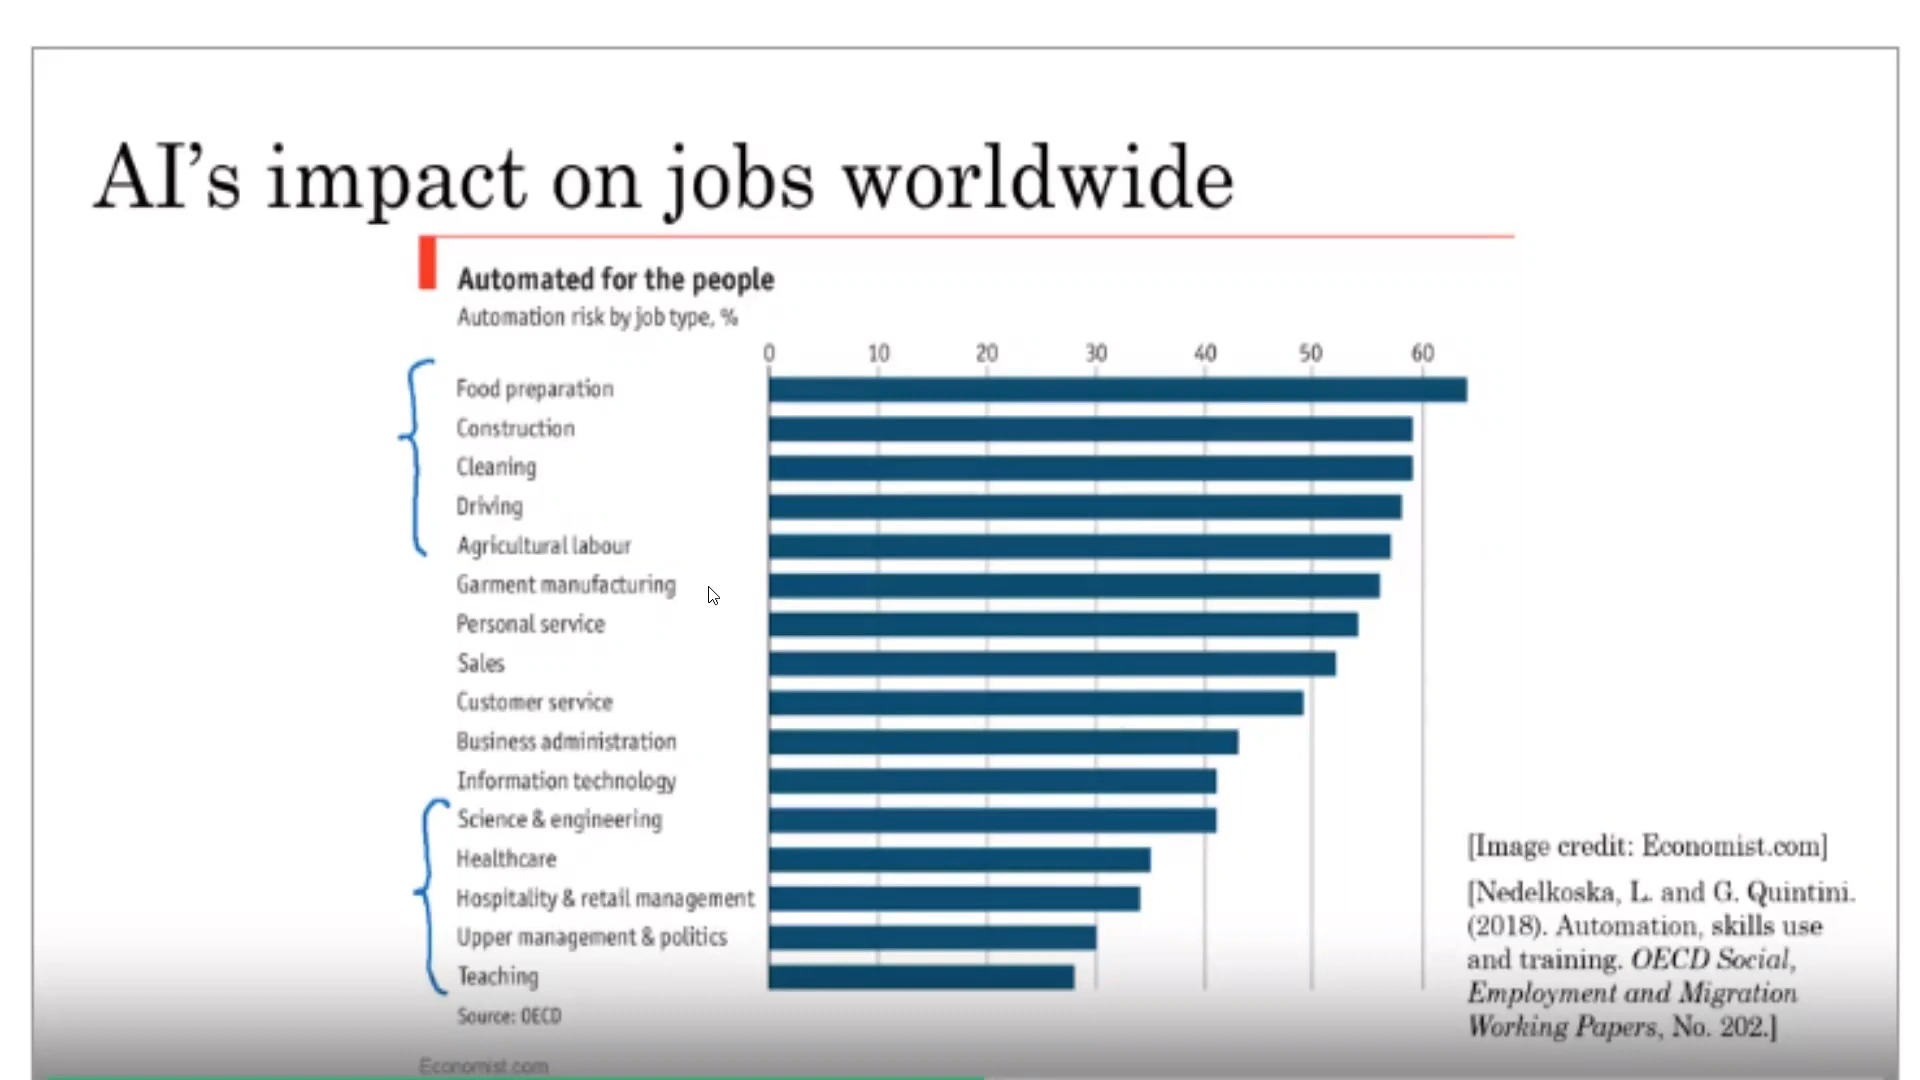 AI’s impact on jobs worldwide
Automated for the people
Automation risk by job type, %
0 10 20 30 40 50 60
Food preparation
Construction
Cleaning
Driving
Agricultural labour
Garment manufacturing
Personal service
Sales
Customer service
Business administration
Information technology
Science & engineering
Healthcare
Hospitality & retail management
Upper management & politics
Teaching
Source: OECD
Economist.com
[Image credit: Economist.com]
[Nedelkoska, L. and G. Quintini.
(2018). Automation, skills use
and training. OECD Social,
Employment and Migration
Working Papers, No. 202.]